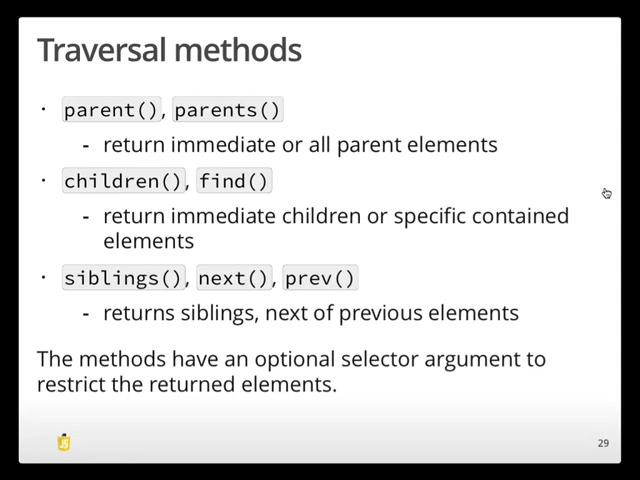 Traversal methods
· parent(), parents()
- return immediate or all parent elements
· children(), find()
- return immediate children or specific contained
elements
· siblings(), next(), prev()
- returns siblings, next of previous elements
The methods have an optional selector argument to
restrict the returned elements.
JS
29